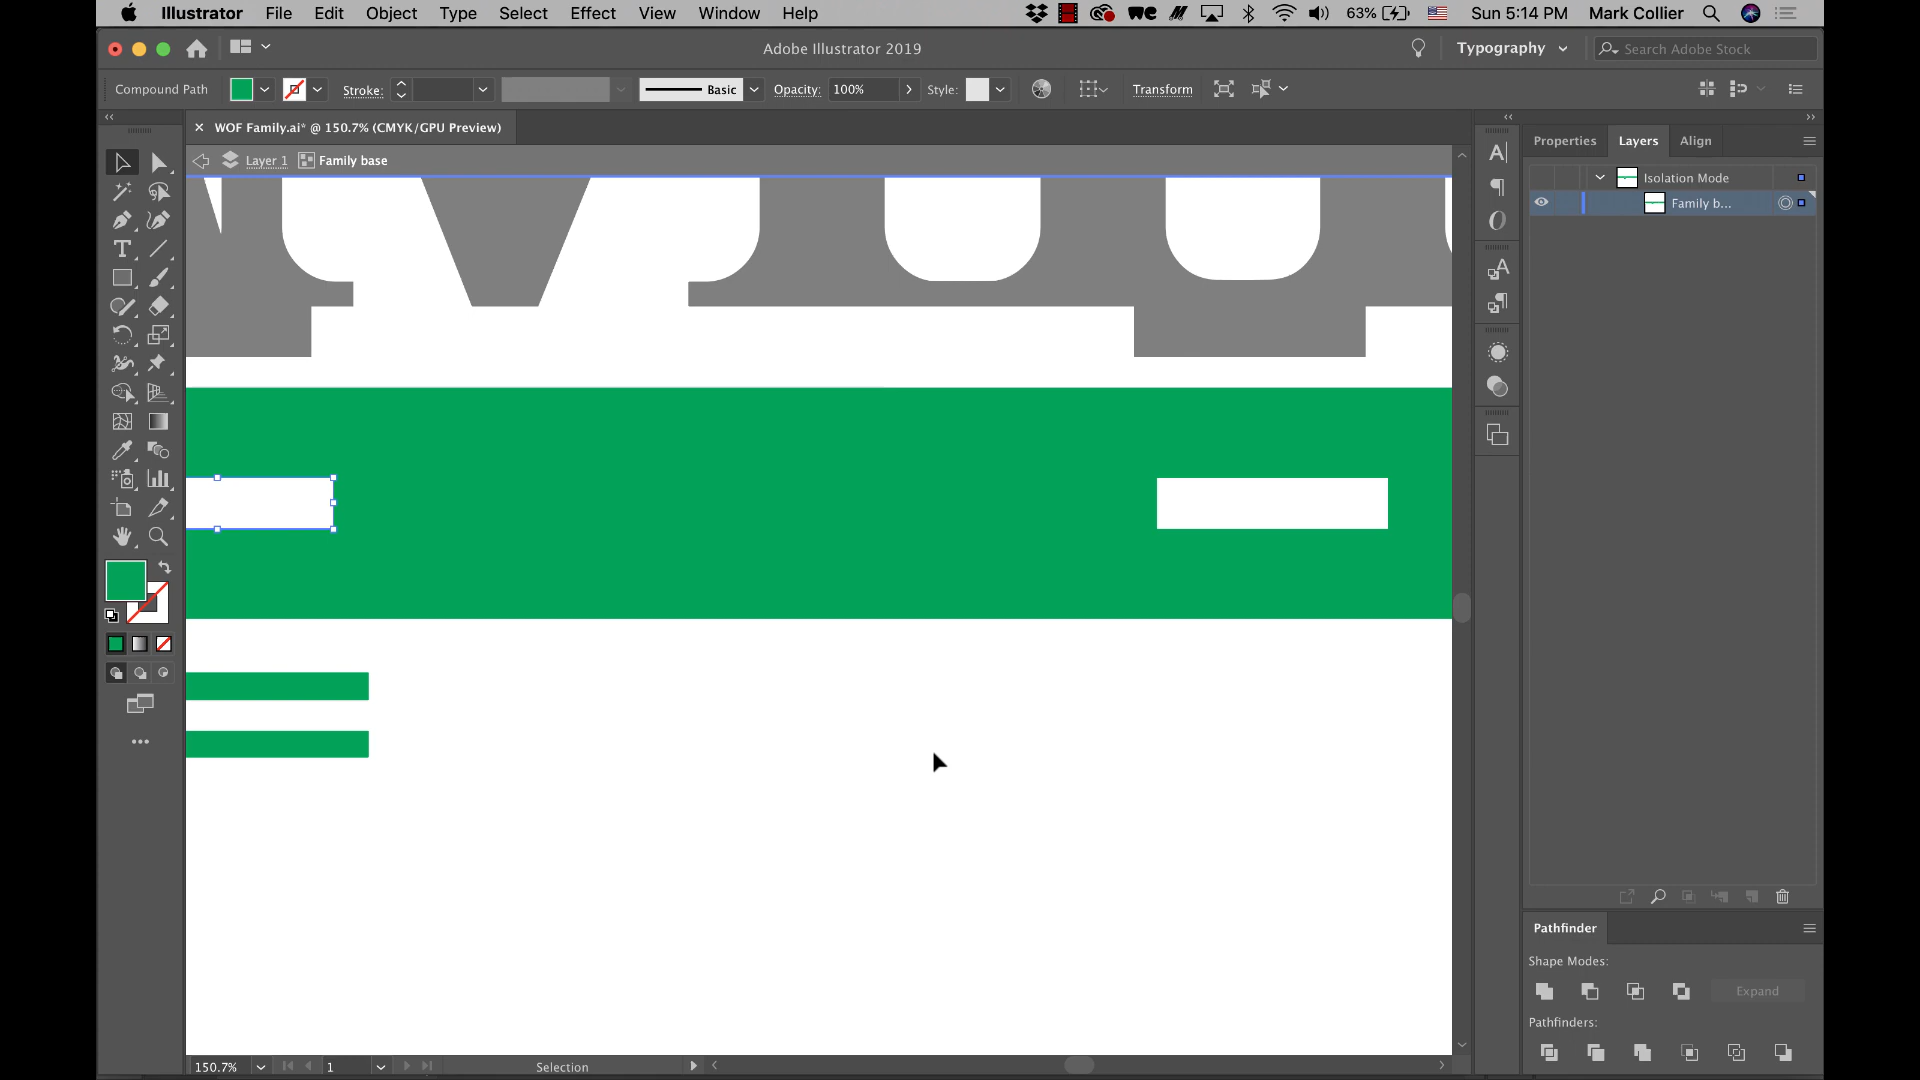 Illustrator File Edit Object Type Select Effect View Window Help 63% Sun 5:14 PM Mark Collier
Adobe Illustrator 2019 Typography Search Adobe Stock
Compound Path Stroke: Basic Opacity: 100% Style: Transform
WOF Family.ai* @ 150.7% (CMYK/GPU Preview)
Properties Layers Align
Layer 1 Family base
Isolation Mode
Family b...
Pathfinder
Shape Modes:
Expand
Pathfinders:
150.7% 1 Selection